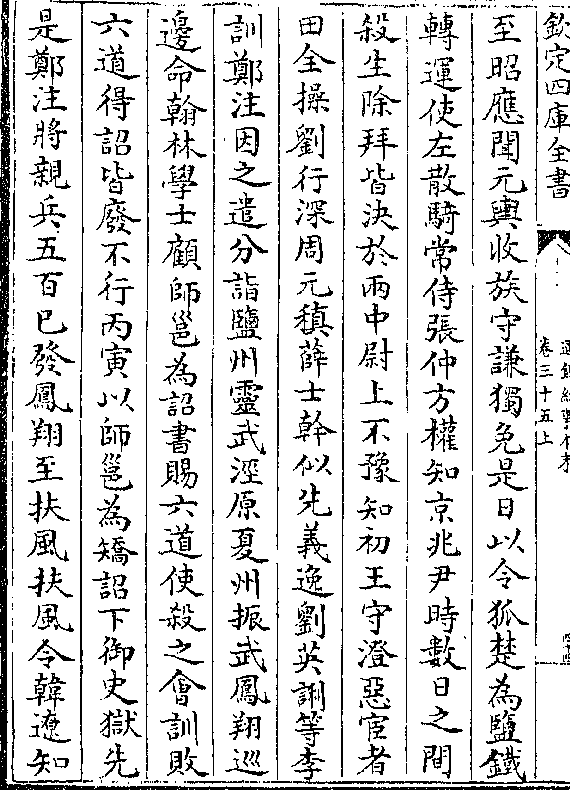 欽定四庫全書
卷三十五上
至昭應聞元輿收族守謙獨免是日以令狐楚為鹽鐵
轉運使左散騎常侍張仲方權知京兆尹時數日之間
殺生除拜皆決於兩中尉上不豫知初王守澄惡宦者
田全操劉行深周元稹薛士幹似先義逸劉英誗等李
訓鄭注因之遣分詣鹽州靈武涇原夏州振武鳳翔巡
邊命翰林學士顧師邕為詔書賜六道使殺之會訓敗
六道得詔皆廢不行丙寅以師邕為矯詔下御史獄先
是鄭注將親兵五百已發鳳翔至扶風扶風令韓遼知